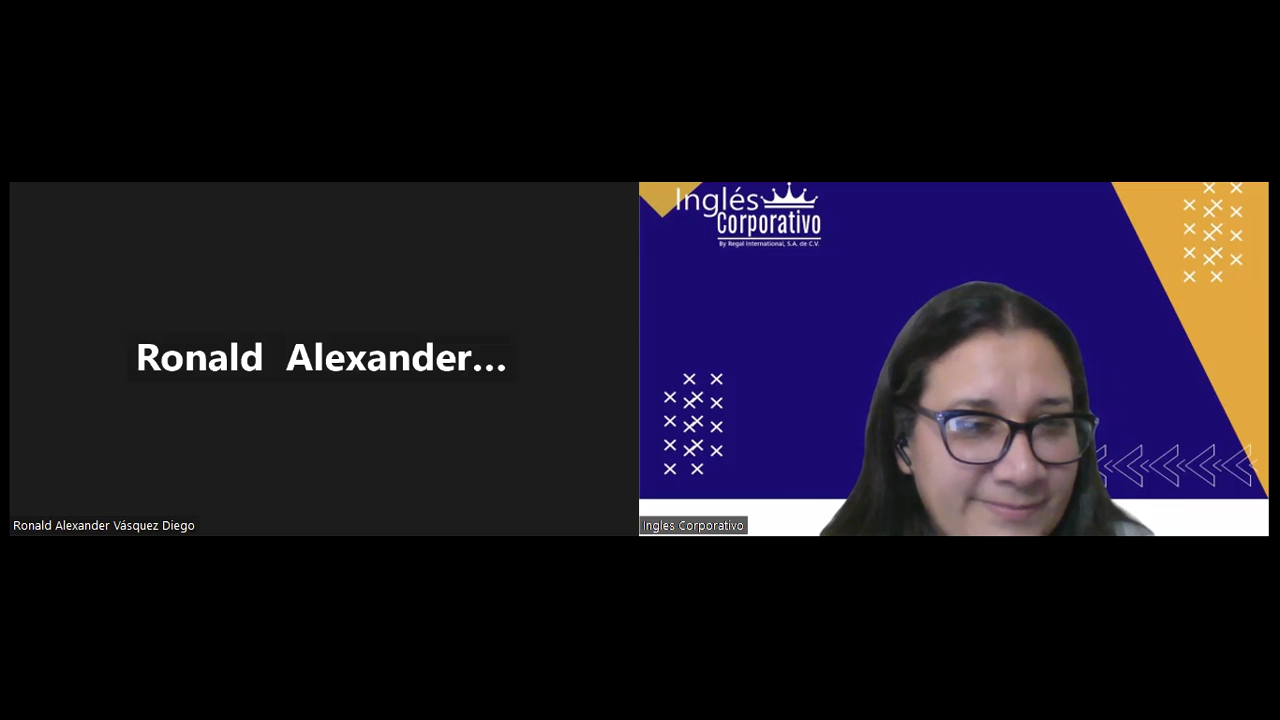 Ronald Alexander...
Ronald Alexander Vásquez Diego
Inglés
Corporativo
By Regal International, S.A. de C.V.
Ingles Corporativo